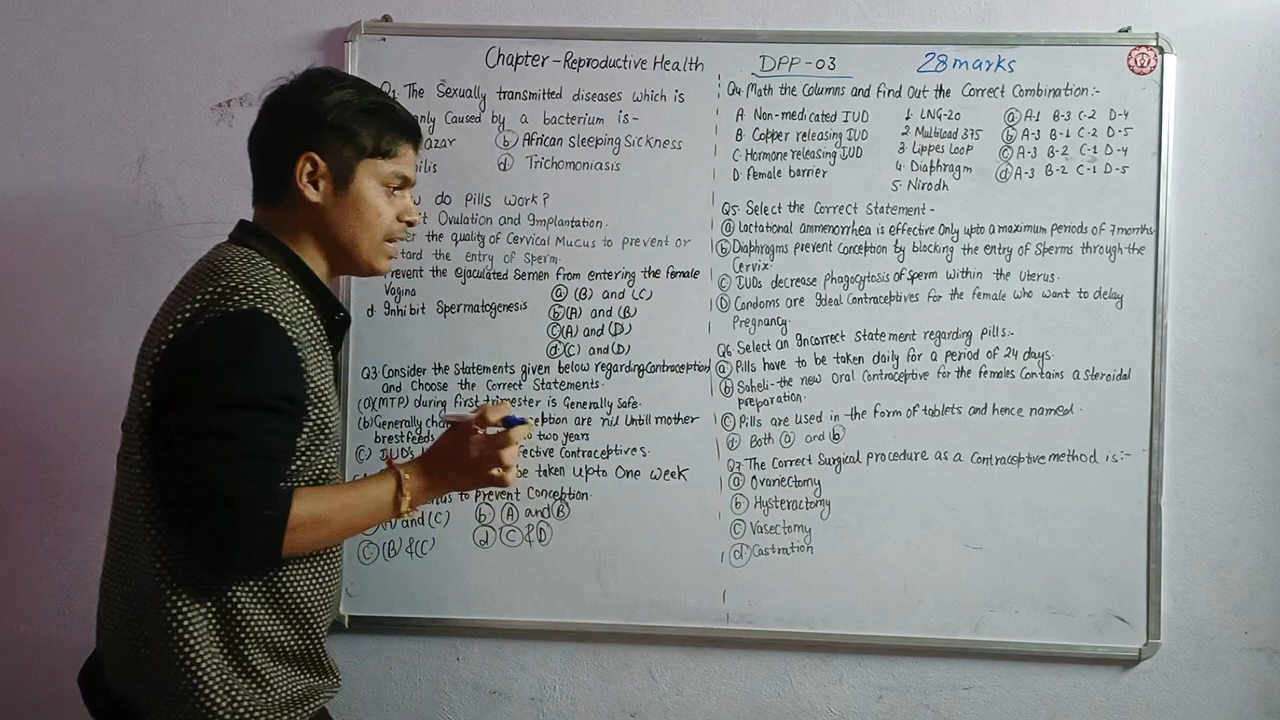 Chapter-Reproductive Health DPP-03 28 marks
Q1. The Sexually transmitted diseases which is
only Caused by a bacterium is-
azar (b) African sleeping Sickness
ilis (d) Trichomoniasis
do Pills work?
it Ovulation and Implantation.
the quality of Cervical Mucus to prevent or
tard the entry of Sperm.
revent the ejaculated Semen from entering the female
Vagina (a) (B) and (C)
d. Inhibit Spermatogenesis (b) (A) and (B)
(c) (A) and (D)
(d) (C) and (D)
Q3. Consider the Statements given below regarding Contraception
and Choose the Correct Statements.
(a) (MTP) during first trimester is Generally safe.
(b) Generally cha ception are nil Untill mother
brestfeeds to two years
(C) IUD's fective Contraceptives.
be taken Upto One week
to prevent Conception.
(A) and (C) (b) (A) and (B)
(C) (B) & (C) (d) (C) & (D)
Q4. Math the Columns and find Out the Correct Combination:-
A. Non-medicated IUD 1. LNG-20 (a) A-1 B-3 C-2 D-4
B. Copper releasing IUD 2. Multiload 375 (b) A-3 B-1 C-2 D-5
C. Hormone releasing IUD 3. Lippes Loop (c) A-3 B-2 C-1 D-4
D. Female barrier 4. Diaphragm (d) A-3 B-2 C-1 D-5
5. Nirodh
Q5. Select the Correct Statement-
(a) Lactational ammenorrhea is effective Only upto a maximum periods of 7 months.
(b) Diaphragms prevent Conception by blocking the entry of Sperms through the
Cervix.
(C) IUDs decrease phagocytosis of sperm within the Uterus.
(D) Condoms are Ideal Contraceptives for the female who want to delay
Pregnancy.
Q6. Select an Incorrect Statement regarding pills:-
(a) Pills have to be taken daily for a period of 24 days.
(b) Saheli-the new Oral Contraceptive for the females Contains a Steroidal
preparation.
(C) Pills are used in the form of tablets and hence named.
(d) Both (a) and (b)
Q7. The Correct Surgical procedure as a Contraceptive method is:-
(a) Ovariectomy
(b) Hysteractomy
(C) Vasectomy
(d) Castration